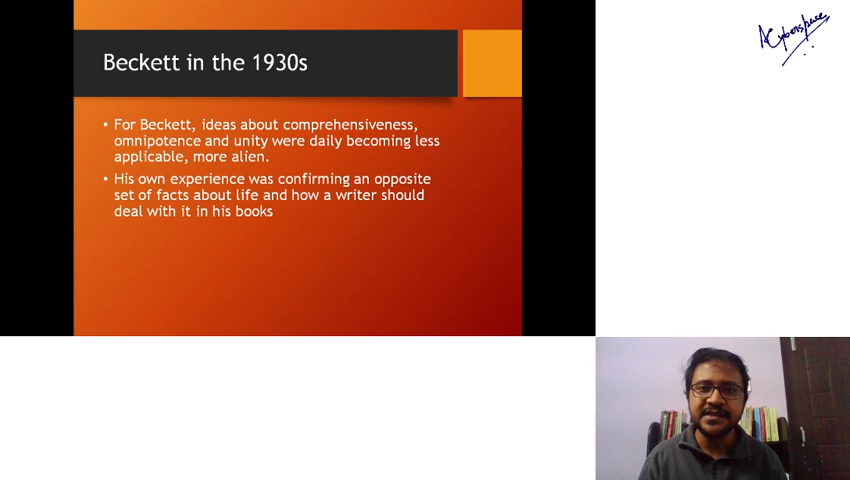 Beckett in the 1930s
• For Beckett, ideas about comprehensiveness,
omnipotence and unity were daily becoming less
applicable, more alien.
• His own experience was confirming an opposite
set of facts about life and how a writer should
deal with it in his books